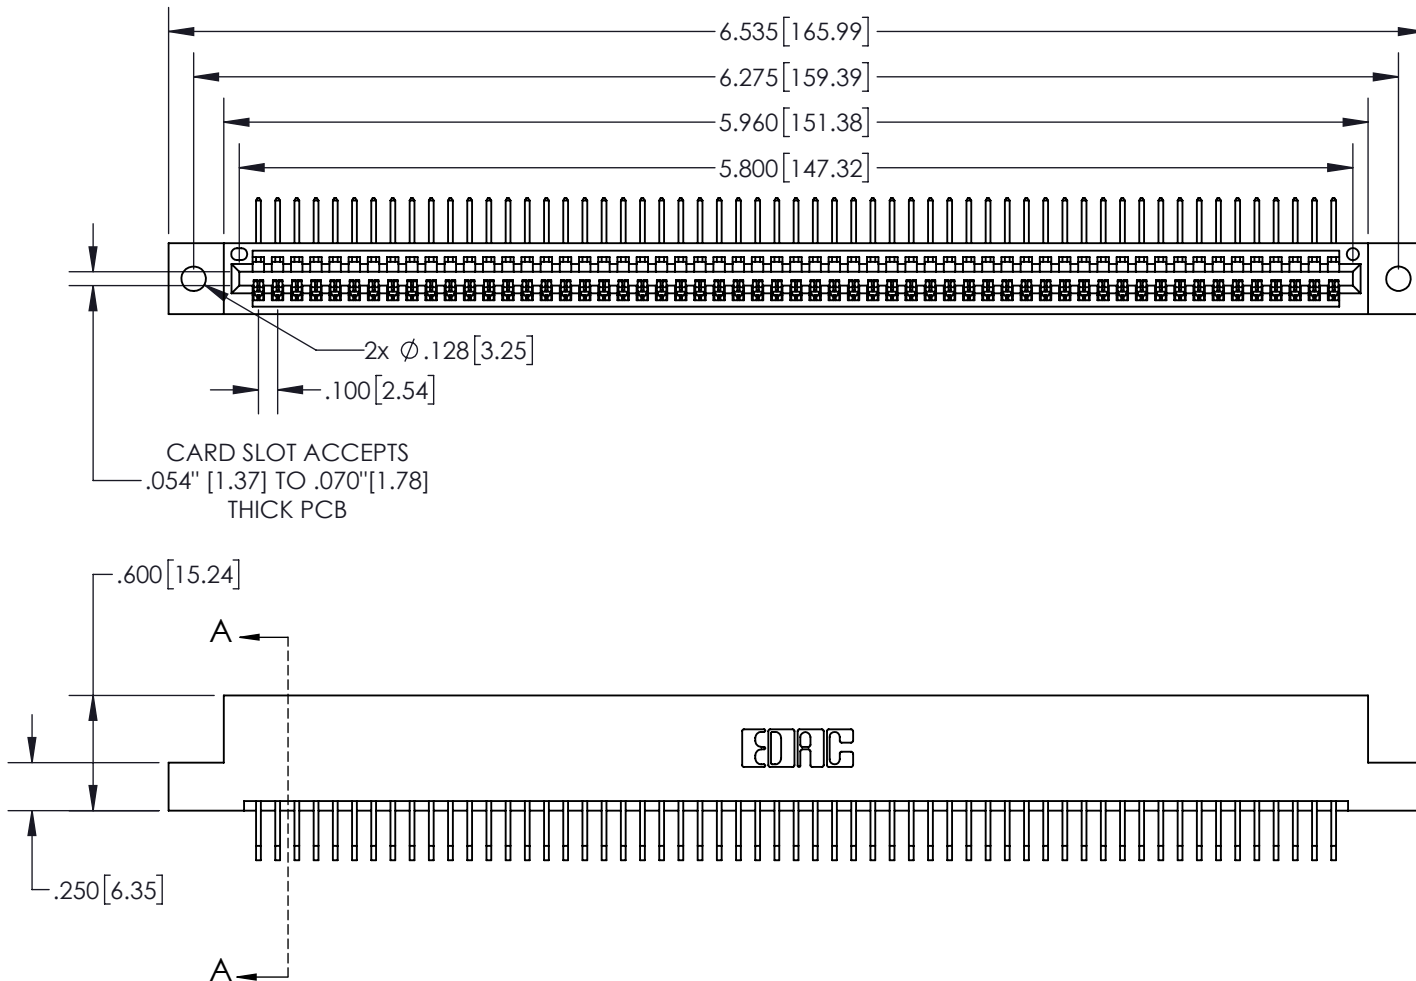 6.535[165.99]
6.275[159.39]
5.960[151.38]
5.800[147.32]
2x ∅.128[3.25]
.100[2.54]
CARD SLOT ACCEPTS
.054" [1.37] TO .070"[1.78]
THICK PCB
.600[15.24]
A
EDAC
.250[6.35]
A